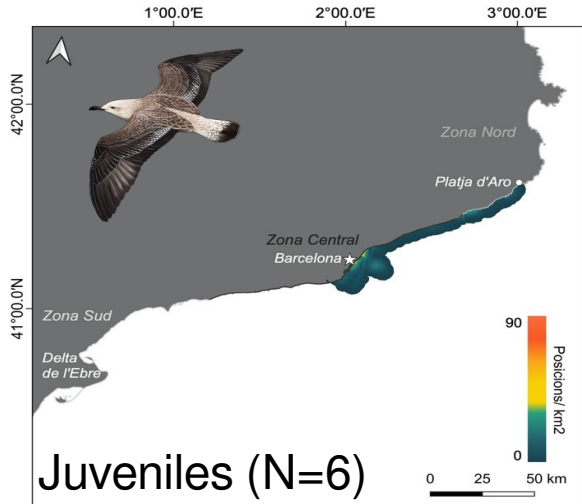 1°00.0'E
2°00.0'E
3°00.0'E
42°00.0'N
Zona Nord
Platja d'Aro
Zona Central
Barcelona
41°00.0'N
Zona Sud
Delta
de l'Ebre
90
0
Posicions/ km2
Juveniles (N=6)
0 25 50 km